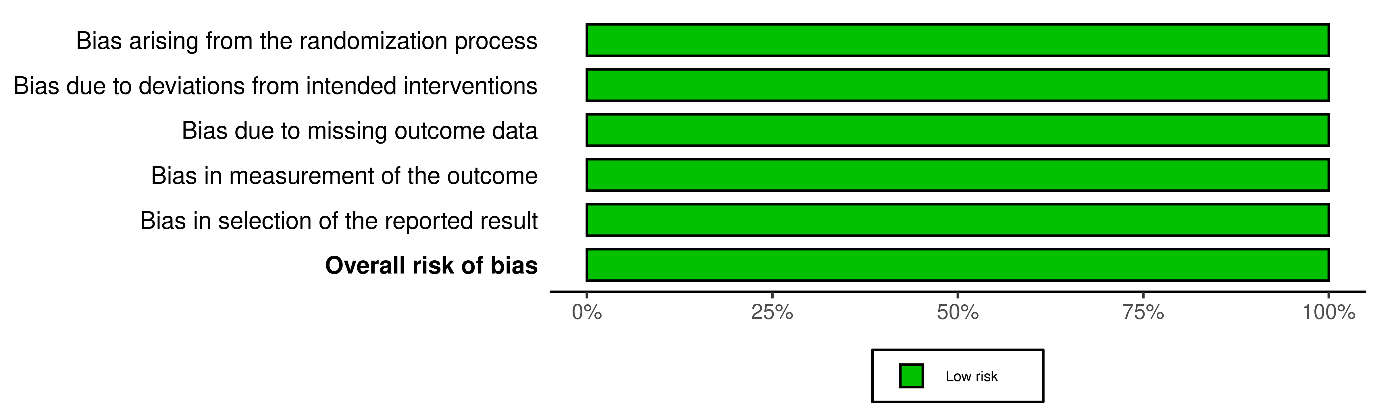 Bias arising from the randomization process
Bias due to deviations from intended interventions
Bias due to missing outcome data
Bias in measurement of the outcome
Bias in selection of the reported result
Overall risk of bias
0% 25% 50% 75% 100%
Low risk